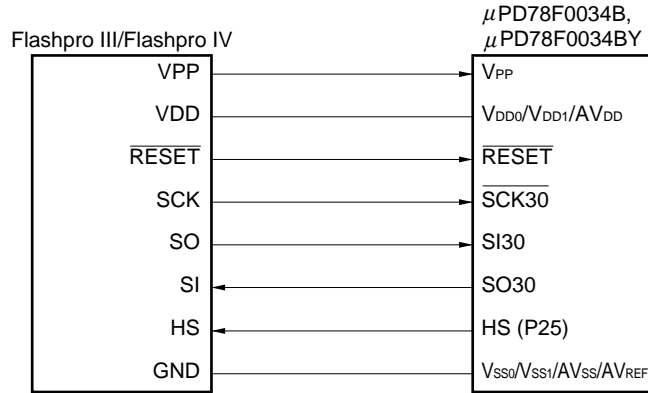 μPD78F0034B,
Flashpro III/Flashpro IV μPD78F0034BY
VPP VPP
VDD VDD0/VDD1/AVDD
RESET RESET
SCK SCK30
SO SI30
SI SO30
HS HS (P25)
GND VSS0/VSS1/AVSS/AVREF